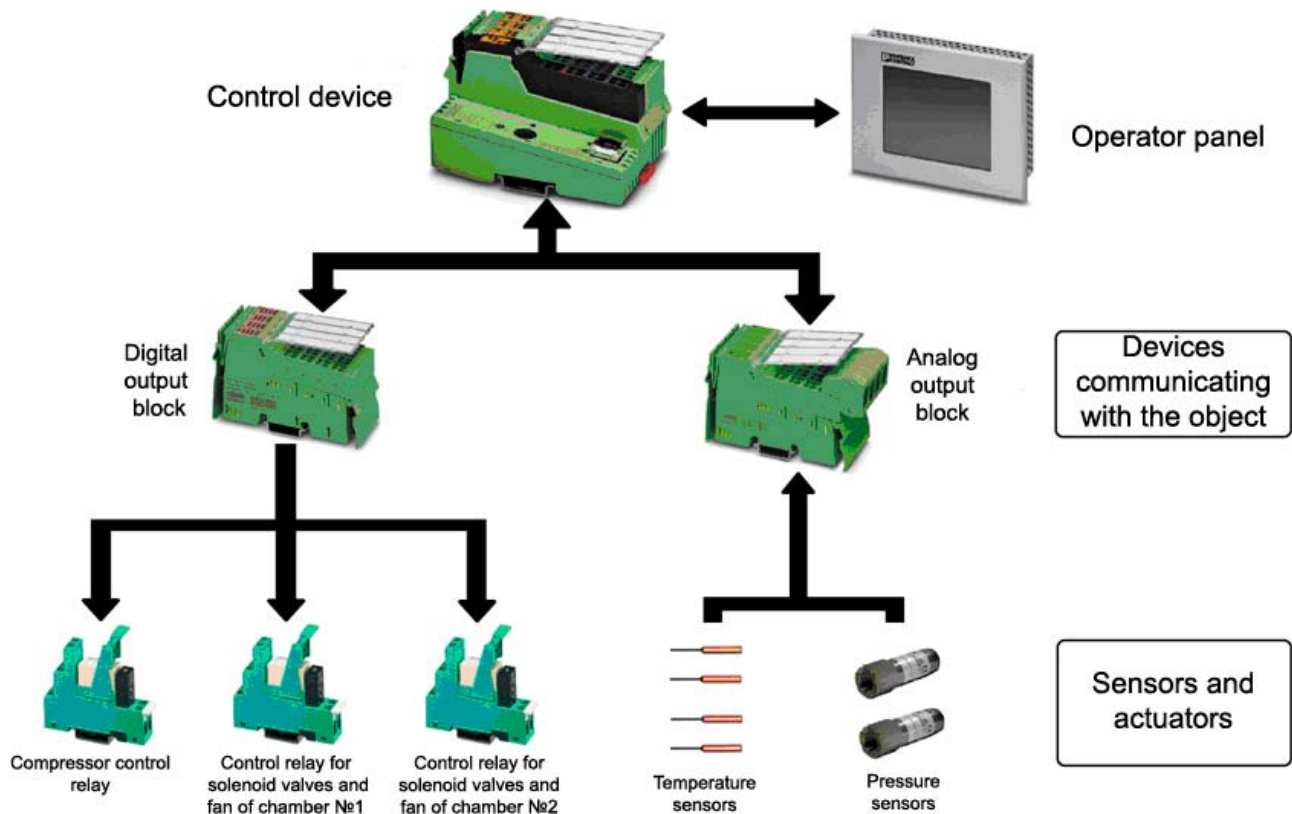 Control device
Operator panel
Digital
output
block
Analog
output
block
Devices
communicating
with the object
Compressor control
relay
Control relay for
solenoid valves and
fan of chamber №1
Control relay for
solenoid valves and
fan of chamber №2
Temperature
sensors
Pressure
sensors
Sensors and
actuators